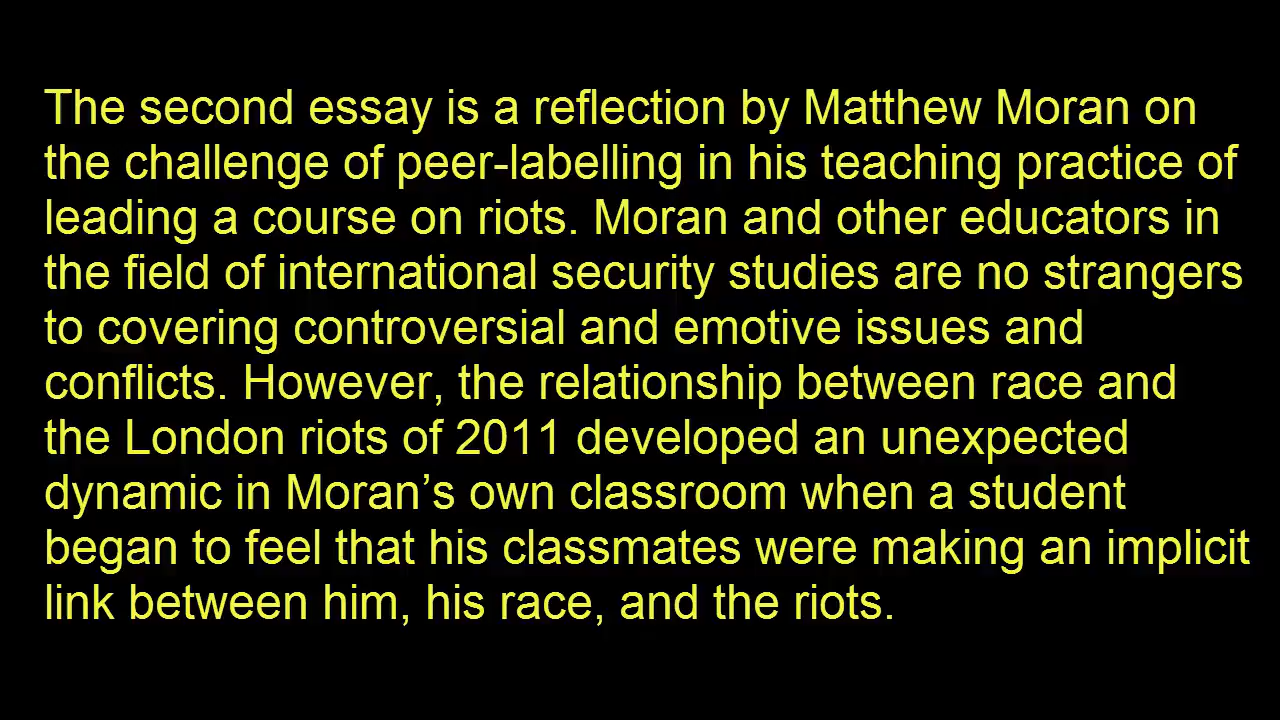 The second essay is a reflection by Matthew Moran on
the challenge of peer-labelling in his teaching practice of
leading a course on riots. Moran and other educators in
the field of international security studies are no strangers
to covering controversial and emotive issues and
conflicts. However, the relationship between race and
the London riots of 2011 developed an unexpected
dynamic in Moran’s own classroom when a student
began to feel that his classmates were making an implicit
link between him, his race, and the riots.